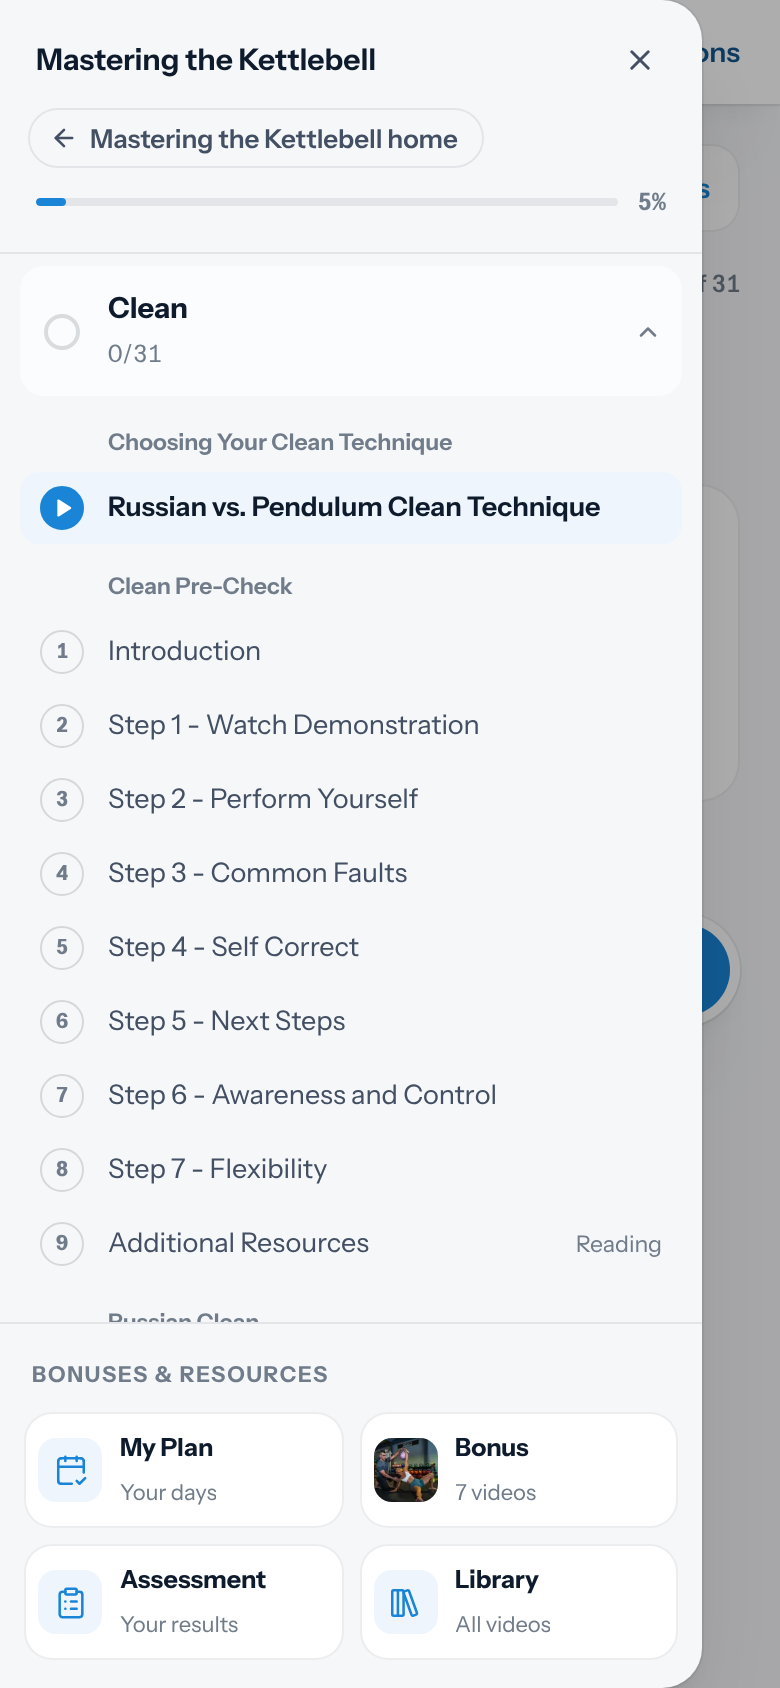 Mastering the Kettlebell
ons
Mastering the Kettlebell home
s
5%
f 31
Clean
0/31
Choosing Your Clean Technique
Russian vs. Pendulum Clean Technique
Clean Pre-Check
1 Introduction
2 Step 1 - Watch Demonstration
3 Step 2 - Perform Yourself
4 Step 3 - Common Faults
5 Step 4 - Self Correct
6 Step 5 - Next Steps
7 Step 6 - Awareness and Control
8 Step 7 - Flexibility
9 Additional Resources Reading
Russian Clean
BONUSES & RESOURCES
My Plan
Your days
Bonus
7 videos
Assessment
Your results
Library
All videos